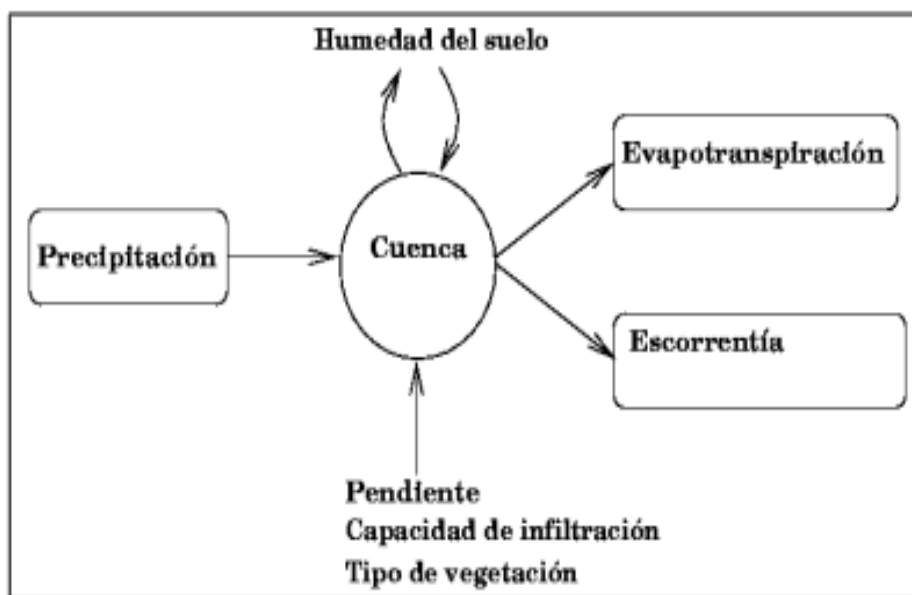 Humedad del suelo
Evapotranspiración
Precipitación
Cuenca
Escorrentía
Pendiente
Capacidad de infiltración
Tipo de vegetación